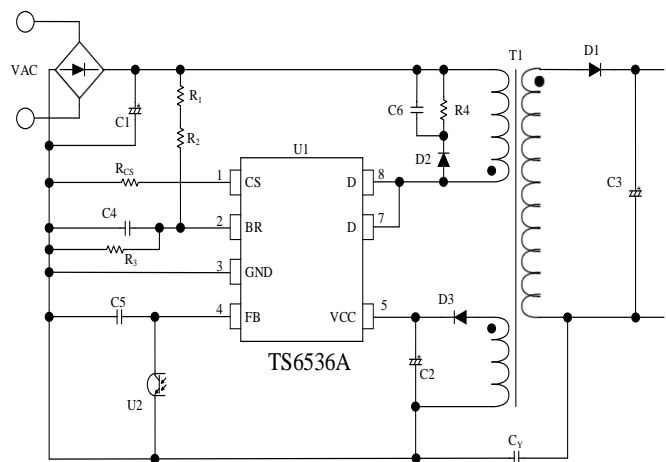 T1
D1
VAC
R1
C1
C6
R4
R2
U1
D2
RCS
1
CS
D
8
C3
C4
2
BR
D
7
R3
3
GND
C5
4
FB
VCC
5
D3
TS6536A
C2
U2
CY